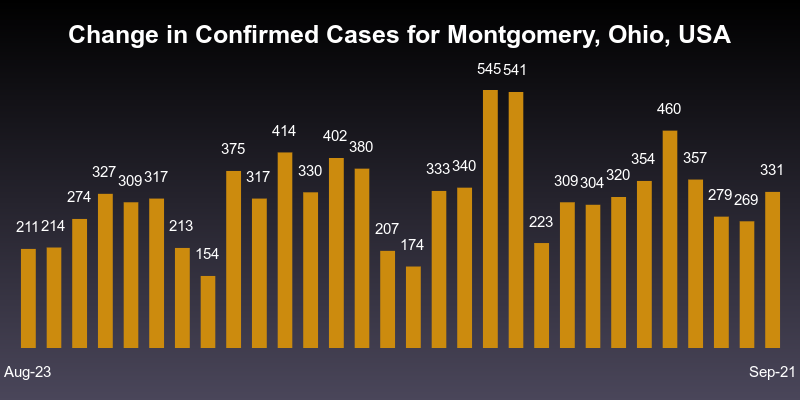 Change in Confirmed Cases for Montgomery, Ohio, USA
211 214 274 327 309 317 213 154 375 317 414 330 402 380 207 174 333 340 545 541 223 309 304 320 354 460 357 279 269 331
Aug-23 Sep-21